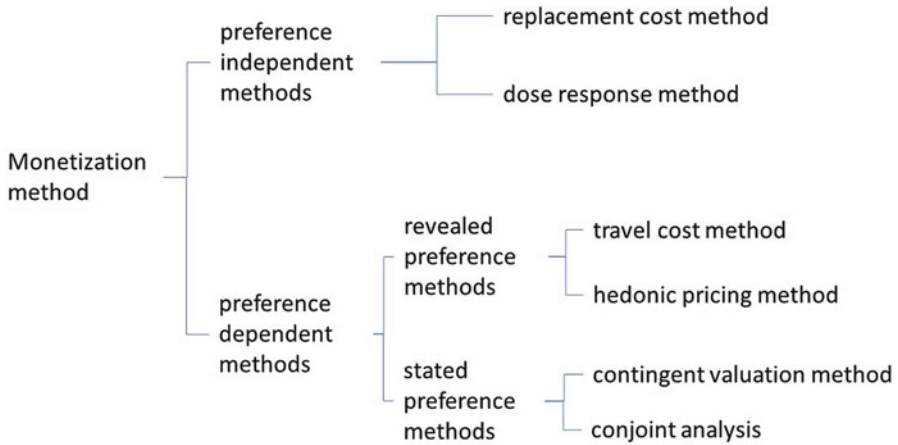 Monetization
method
preference
independent
methods
replacement cost method
dose response method
preference
dependent
methods
revealed
preference
methods
travel cost method
hedonic pricing method
stated
preference
methods
contingent valuation method
conjoint analysis